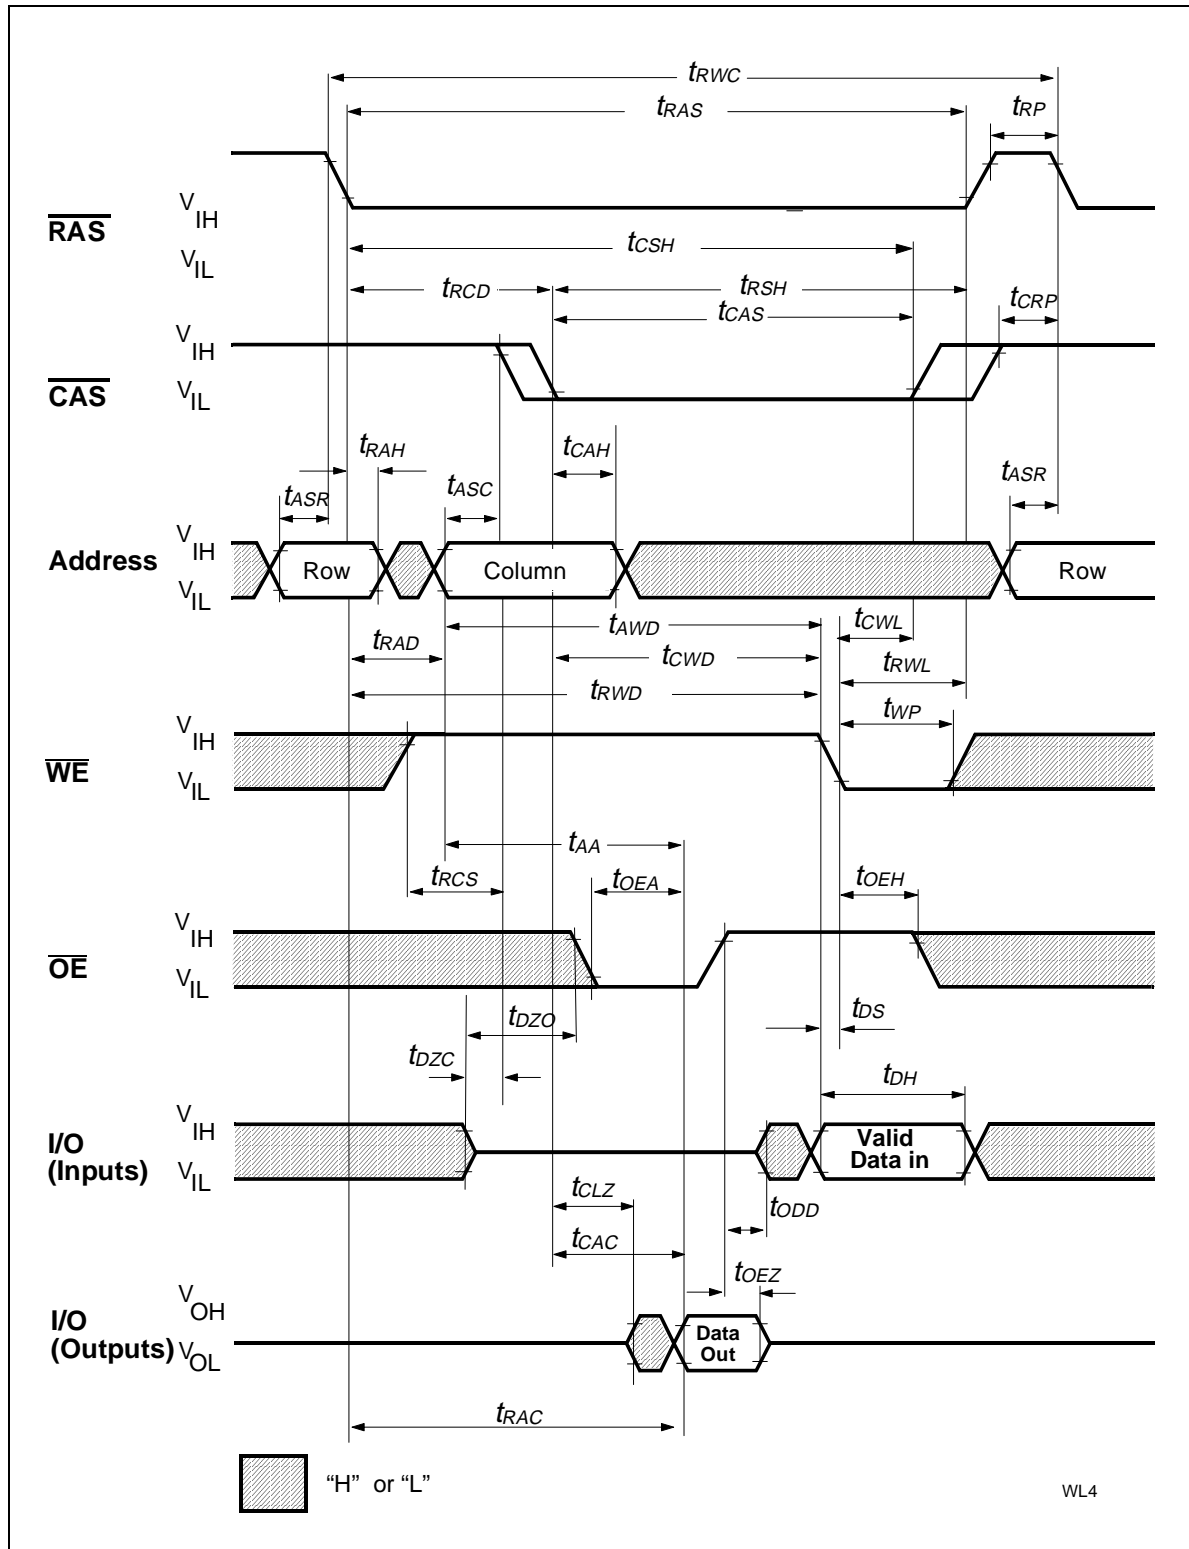 tRWC
tRAS
tRP
VIH
RAS
VIL
tCSH
tRCD
tRSH
tCAS
tCRP
VIH
CAS
VIL
tRAH
tCAH
tASR
tASC
tASR
VIH
Address
Row
Column
Row
VIL
tAWD
tCWL
tRAD
tCWD
tRWL
tRWD
tWP
VIH
WE
VIL
tAA
tRCS
tOEA
tOEH
VIH
OE
VIL
tDZO
tDS
tDZC
tDH
VIH
I/O
(Inputs)
VIL
Valid
Data in
tCLZ
tODD
tCAC
tOEZ
VOH
I/O
(Outputs)
VOL
Data
Out
tRAC
“H” or “L”
WL4